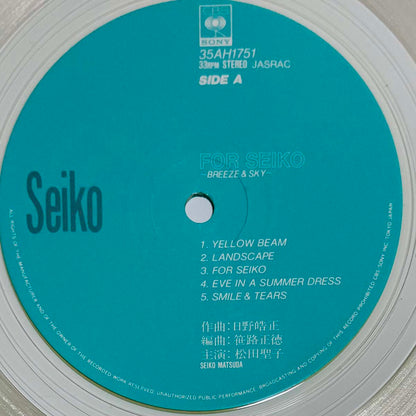 CBS
SONY
35AH1751
33RPM STEREO JASRAC
SIDE A
FOR SEIKO
—BREEZE & SKY—
Seiko
1. YELLOW BEAM
2. LANDSCAPE
3. FOR SEIKO
4. EVE IN A SUMMER DRESS
5. SMILE & TEARS
作曲:日野皓正
編曲:笹路正徳
主演:松田聖子
SEIKO MATSUDA
ALL RIGHTS OF THE MANUFACTURER AND OF THE OWNER OF THE RECORDED WORK RESERVED. UNAUTHORIZED PUBLIC PERFORMANCE, BROADCASTING AND COPYING OF THIS RECORD PROHIBITED CBS SONY INC. TOKYO JAPAN